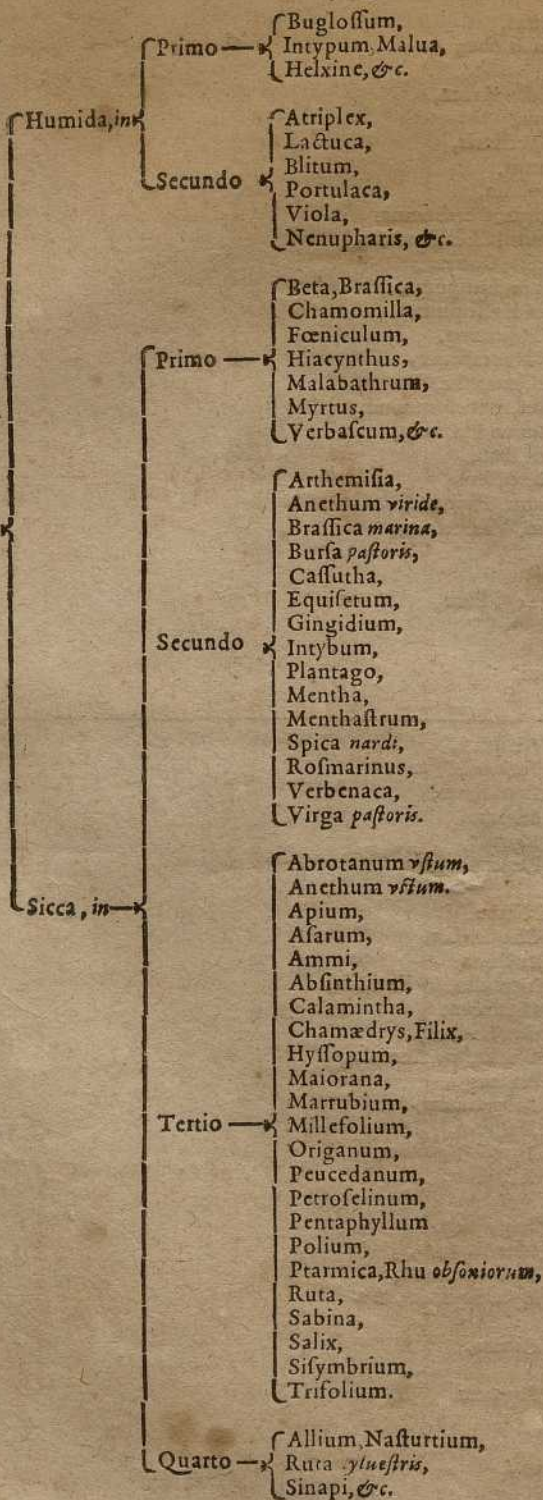 Bugloſſum,
Primo Intypum, Malua,
Helxine, &c.
Humida, in
Atriplex,
Lactuca,
Blitum,
Secundo
Portulaca,
Viola,
Nenupharis, &c.
Beta, Braſſica,
Chamomilla,
Fœniculum,
Primo Hiacynthus,
Malabathrum,
Myrtus,
Verbaſcum, &c.
Arthemiſia,
Anethum viride,
Braſſica marina,
Burſa paſtoris,
Caſſutha,
Equiſetum,
Gingidium,
Secundo Intybum,
Plantago,
Mentha,
Menthaſtrum,
Spica nardi,
Roſmarinus,
Verbenaca,
Virga paſtoris.
Abrotanum vſtum,
Anethum vſtum.
Sicca, in
Apium,
Aſarum,
Ammi,
Abſinthium,
Calamintha,
Chamædrys, Filix,
Hyſſopum,
Maiorana,
Marrubium,
Tertio Millefolium,
Origanum,
Peucedanum,
Petroſelinum,
Pentaphyllum
Polium,
Ptarmica, Rhu obſoniorum,
Ruta,
Sabina,
Salix,
Siſymbrium,
Trifolium.
Allium, Naſturtium,
Quarto Ruta ſylueſtris,
Sinapi, &c.